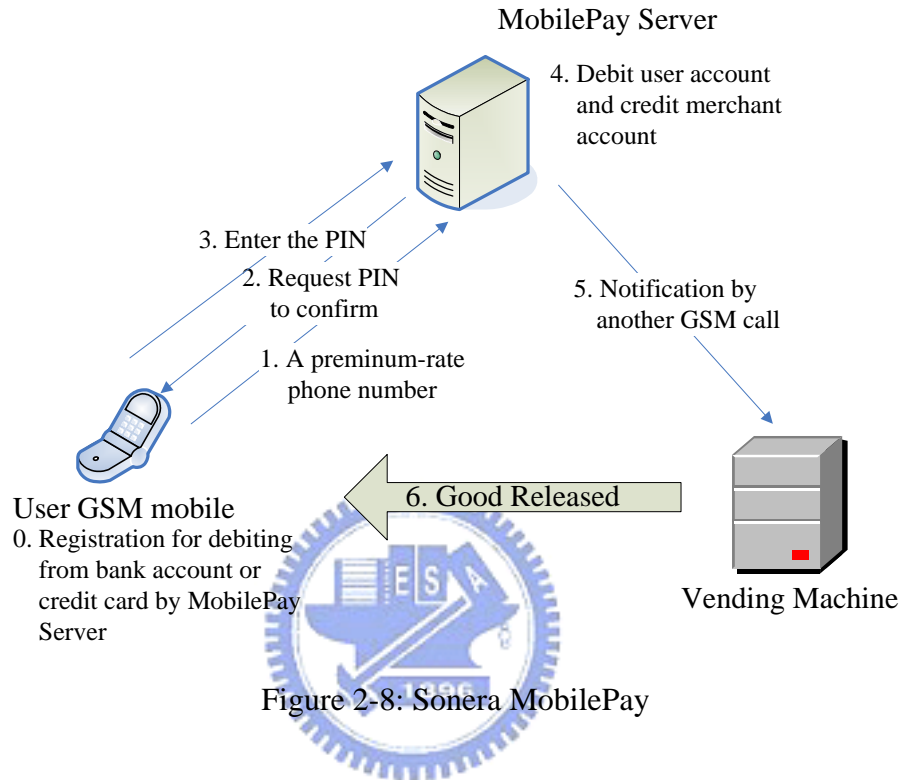 MobilePay Server
4. Debit user account
and credit merchant
account
3. Enter the PIN
2. Request PIN
to confirm
1. A preminum-rate
phone number
5. Notification by
another GSM call
6. Good Released
User GSM mobile
0. Registration for debiting
from bank account or
credit card by MobilePay
Server
Vending Machine
E S A
1896
Figure 2-8: Sonera MobilePay